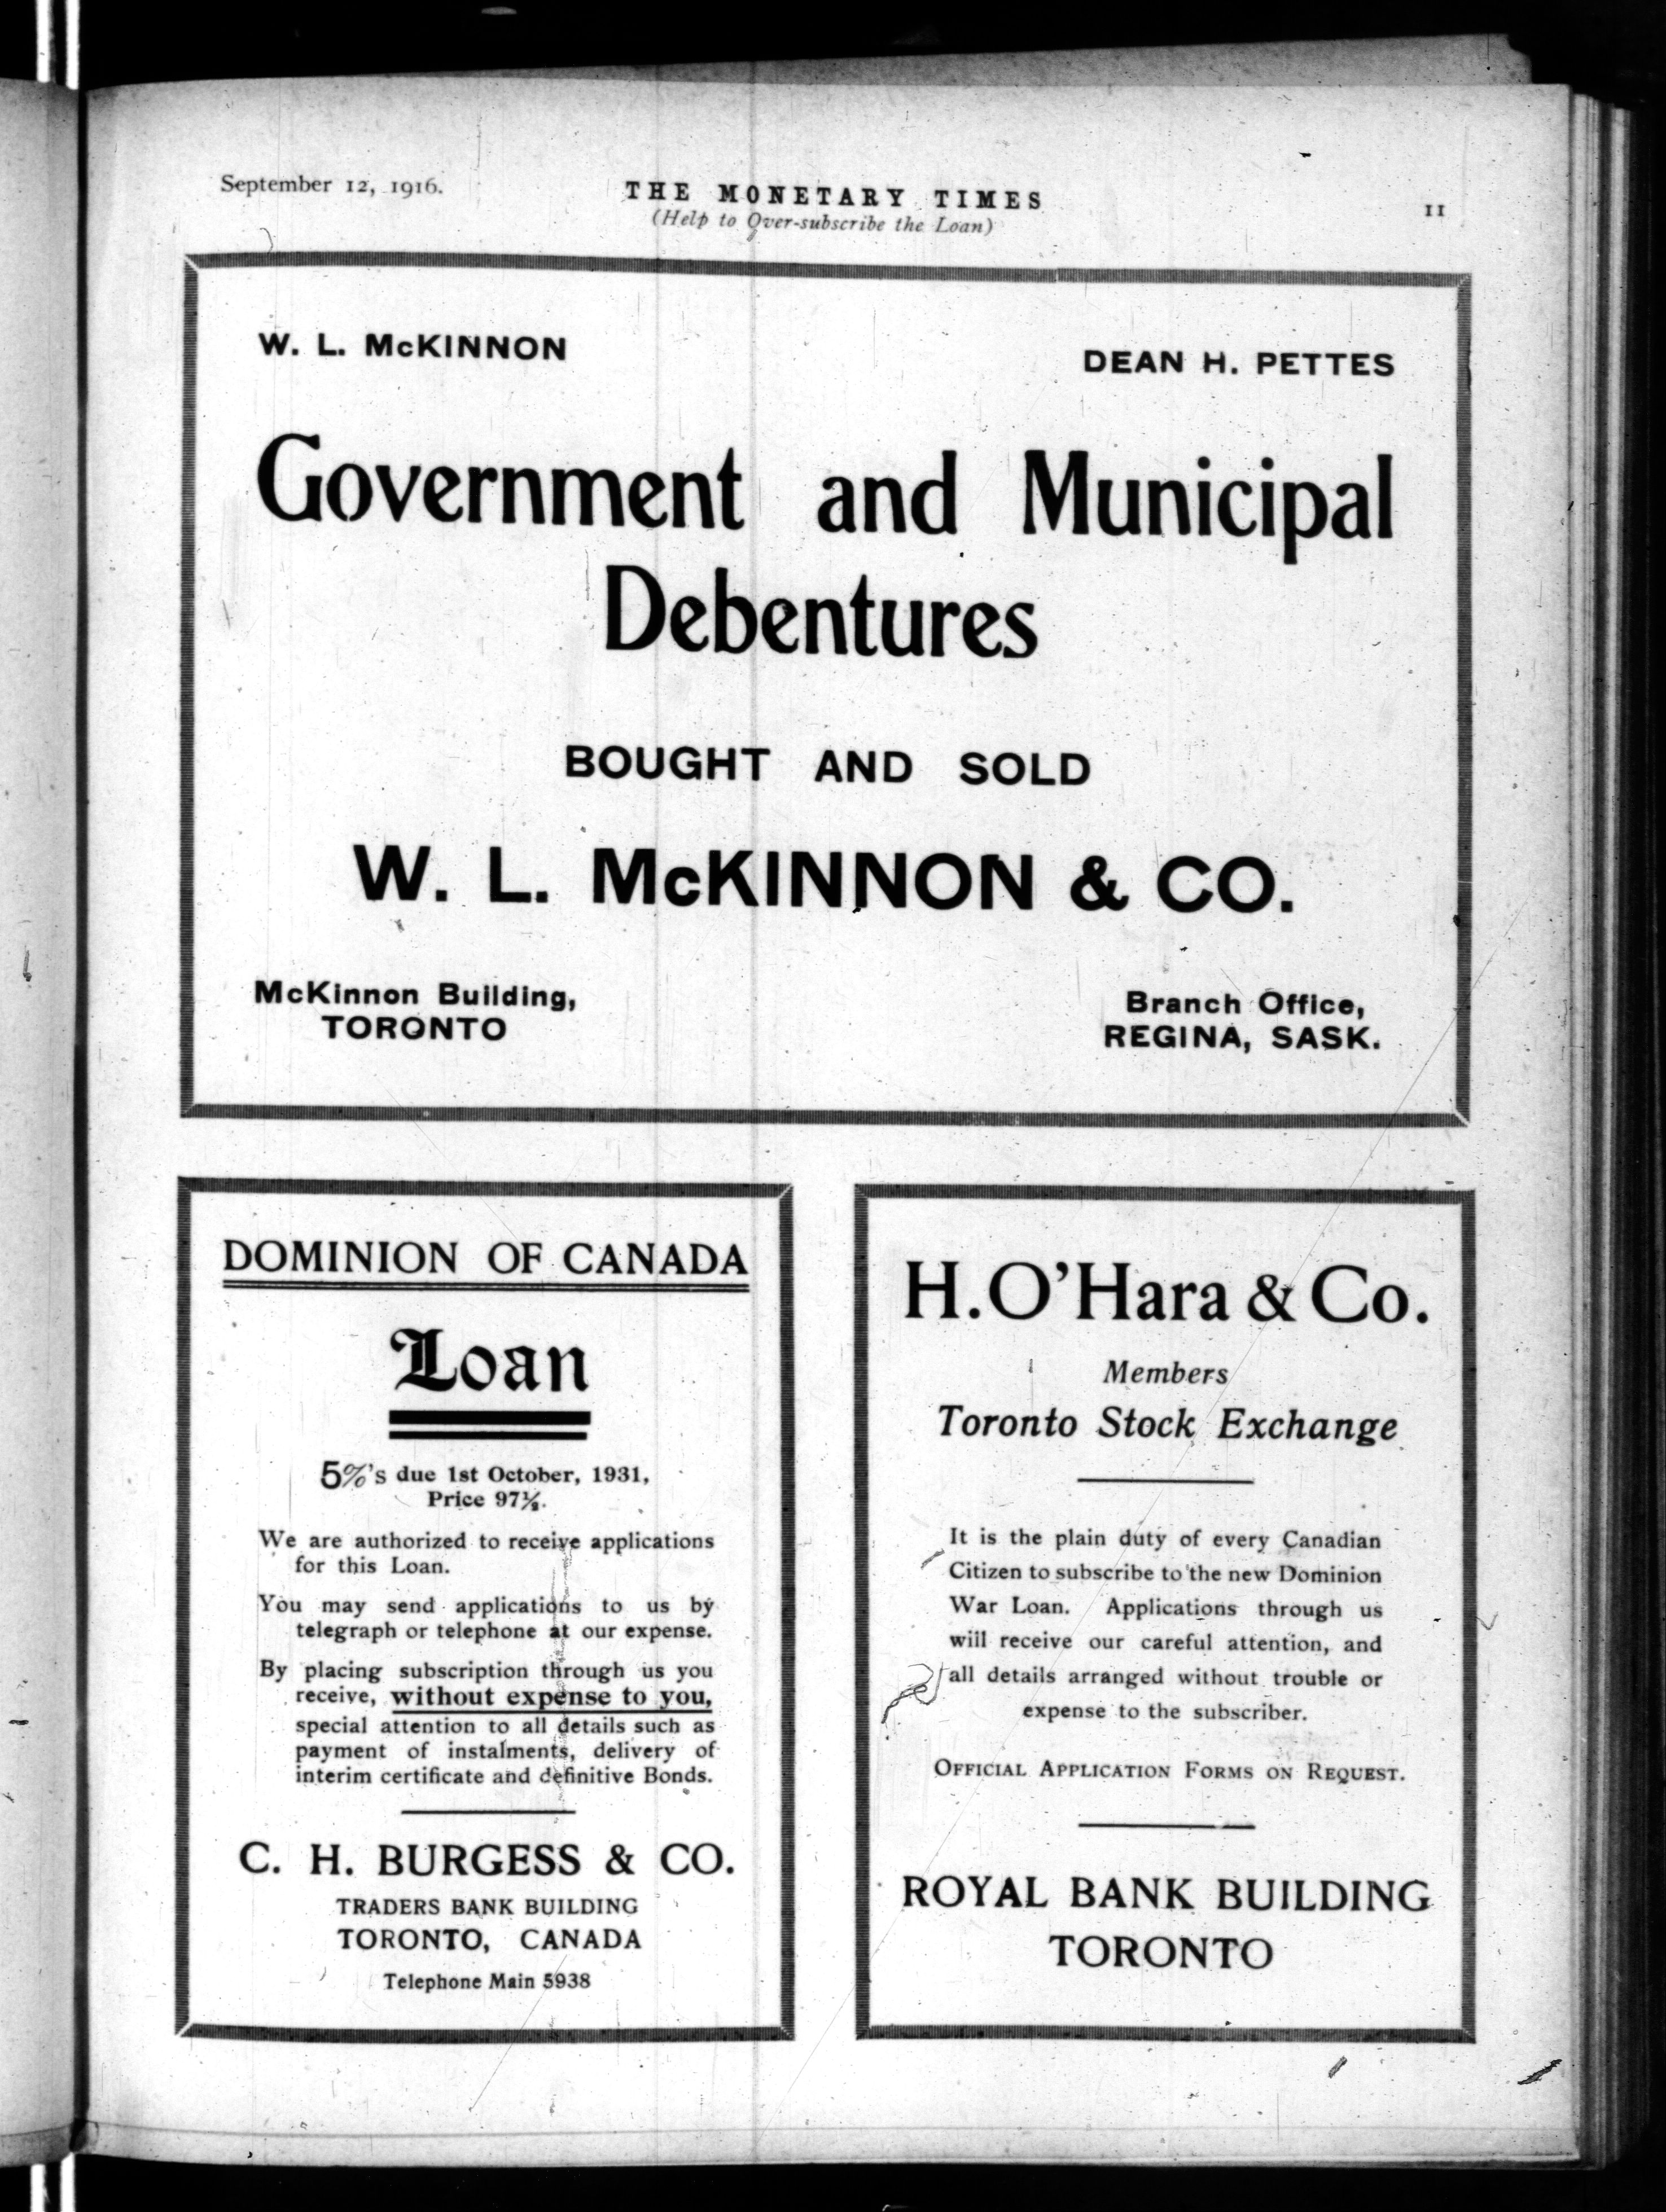 September 12, 1916.
THE MONETARY TIMES
11
(Help to Over-subscribe the Loan)
W. L. McKINNON
DEAN H. PETTES
Government and Municipal
Debentures
BOUGHT AND SOLD
W. L. McKINNON & CO.
McKinnon Building,
TORONTO
Branch Office,
REGINA, SASK.
DOMINION OF CANADA
Loan
5%'s due 1st October, 1931,
Price 97½.
We are authorized to receive applications
for this Loan.
You may send applications to us by
telegraph or telephone at our expense.
By placing subscription through us you
receive, without expense to you,
special attention to all details such as
payment of instalments, delivery of
interim certificate and definitive Bonds.
C. H. BURGESS & CO.
TRADERS BANK BUILDING
TORONTO, CANADA
Telephone Main 5938
H. O'Hara & Co.
Members
Toronto Stock Exchange
It is the plain duty of every Canadian
Citizen to subscribe to the new Dominion
War Loan. Applications through us
will receive our careful attention, and
all details arranged without trouble or
expense to the subscriber.
OFFICIAL APPLICATION FORMS ON REQUEST.
ROYAL BANK BUILDING
TORONTO